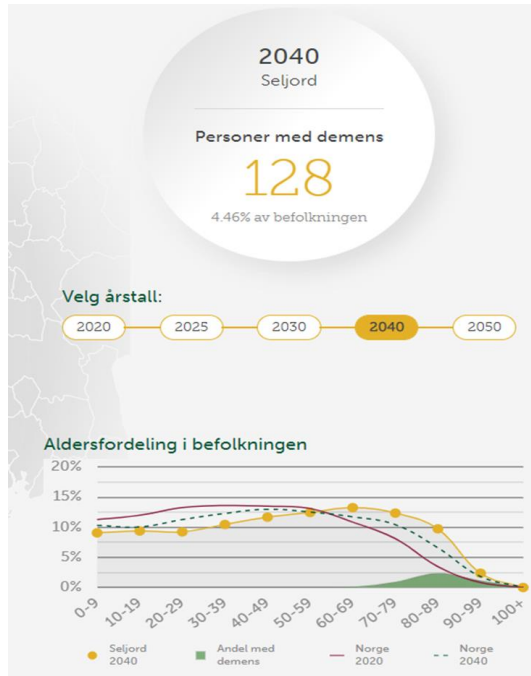 2040
Seljord
Personer med demens
128
4.46% av befolkningen
Velg årstall:
2020 2025 2030 2040 2050
Aldersfordeling i befolkningen
20%
15%
10%
5%
0%
0-9 10-19 20-29 30-39 40-49 50-59 60-69 70-79 80-89 90-99 100+
Seljord 2040
Andel med demens
Norge 2020
Norge 2040